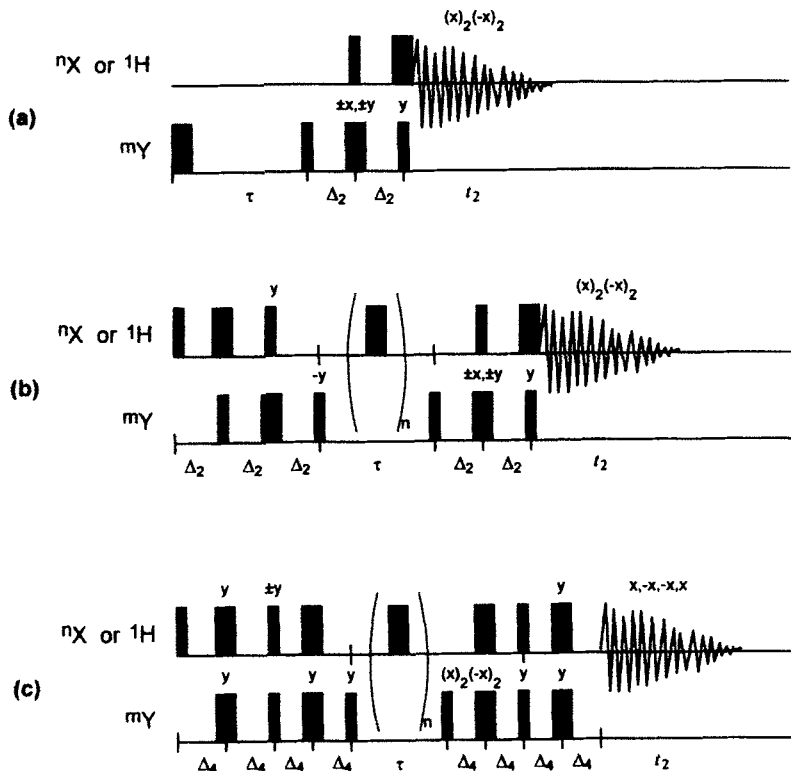 (x)₂(-x)₂
ⁿX or ¹H
(a)
±x,±y y
ᵐY
τ Δ₂ Δ₂ t₂
y (x)₂(-x)₂
ⁿX or ¹H
(b)
-y ±x,±y y
n
ᵐY
Δ₂ Δ₂ Δ₂ τ Δ₂ Δ₂ t₂
y ±y y x,-x,-x,x
ⁿX or ¹H
(c)
y y y (x)₂(-x)₂ y y
n
ᵐY
Δ₄ Δ₄ Δ₄ Δ₄ τ Δ₄ Δ₄ Δ₄ Δ₄ t₂